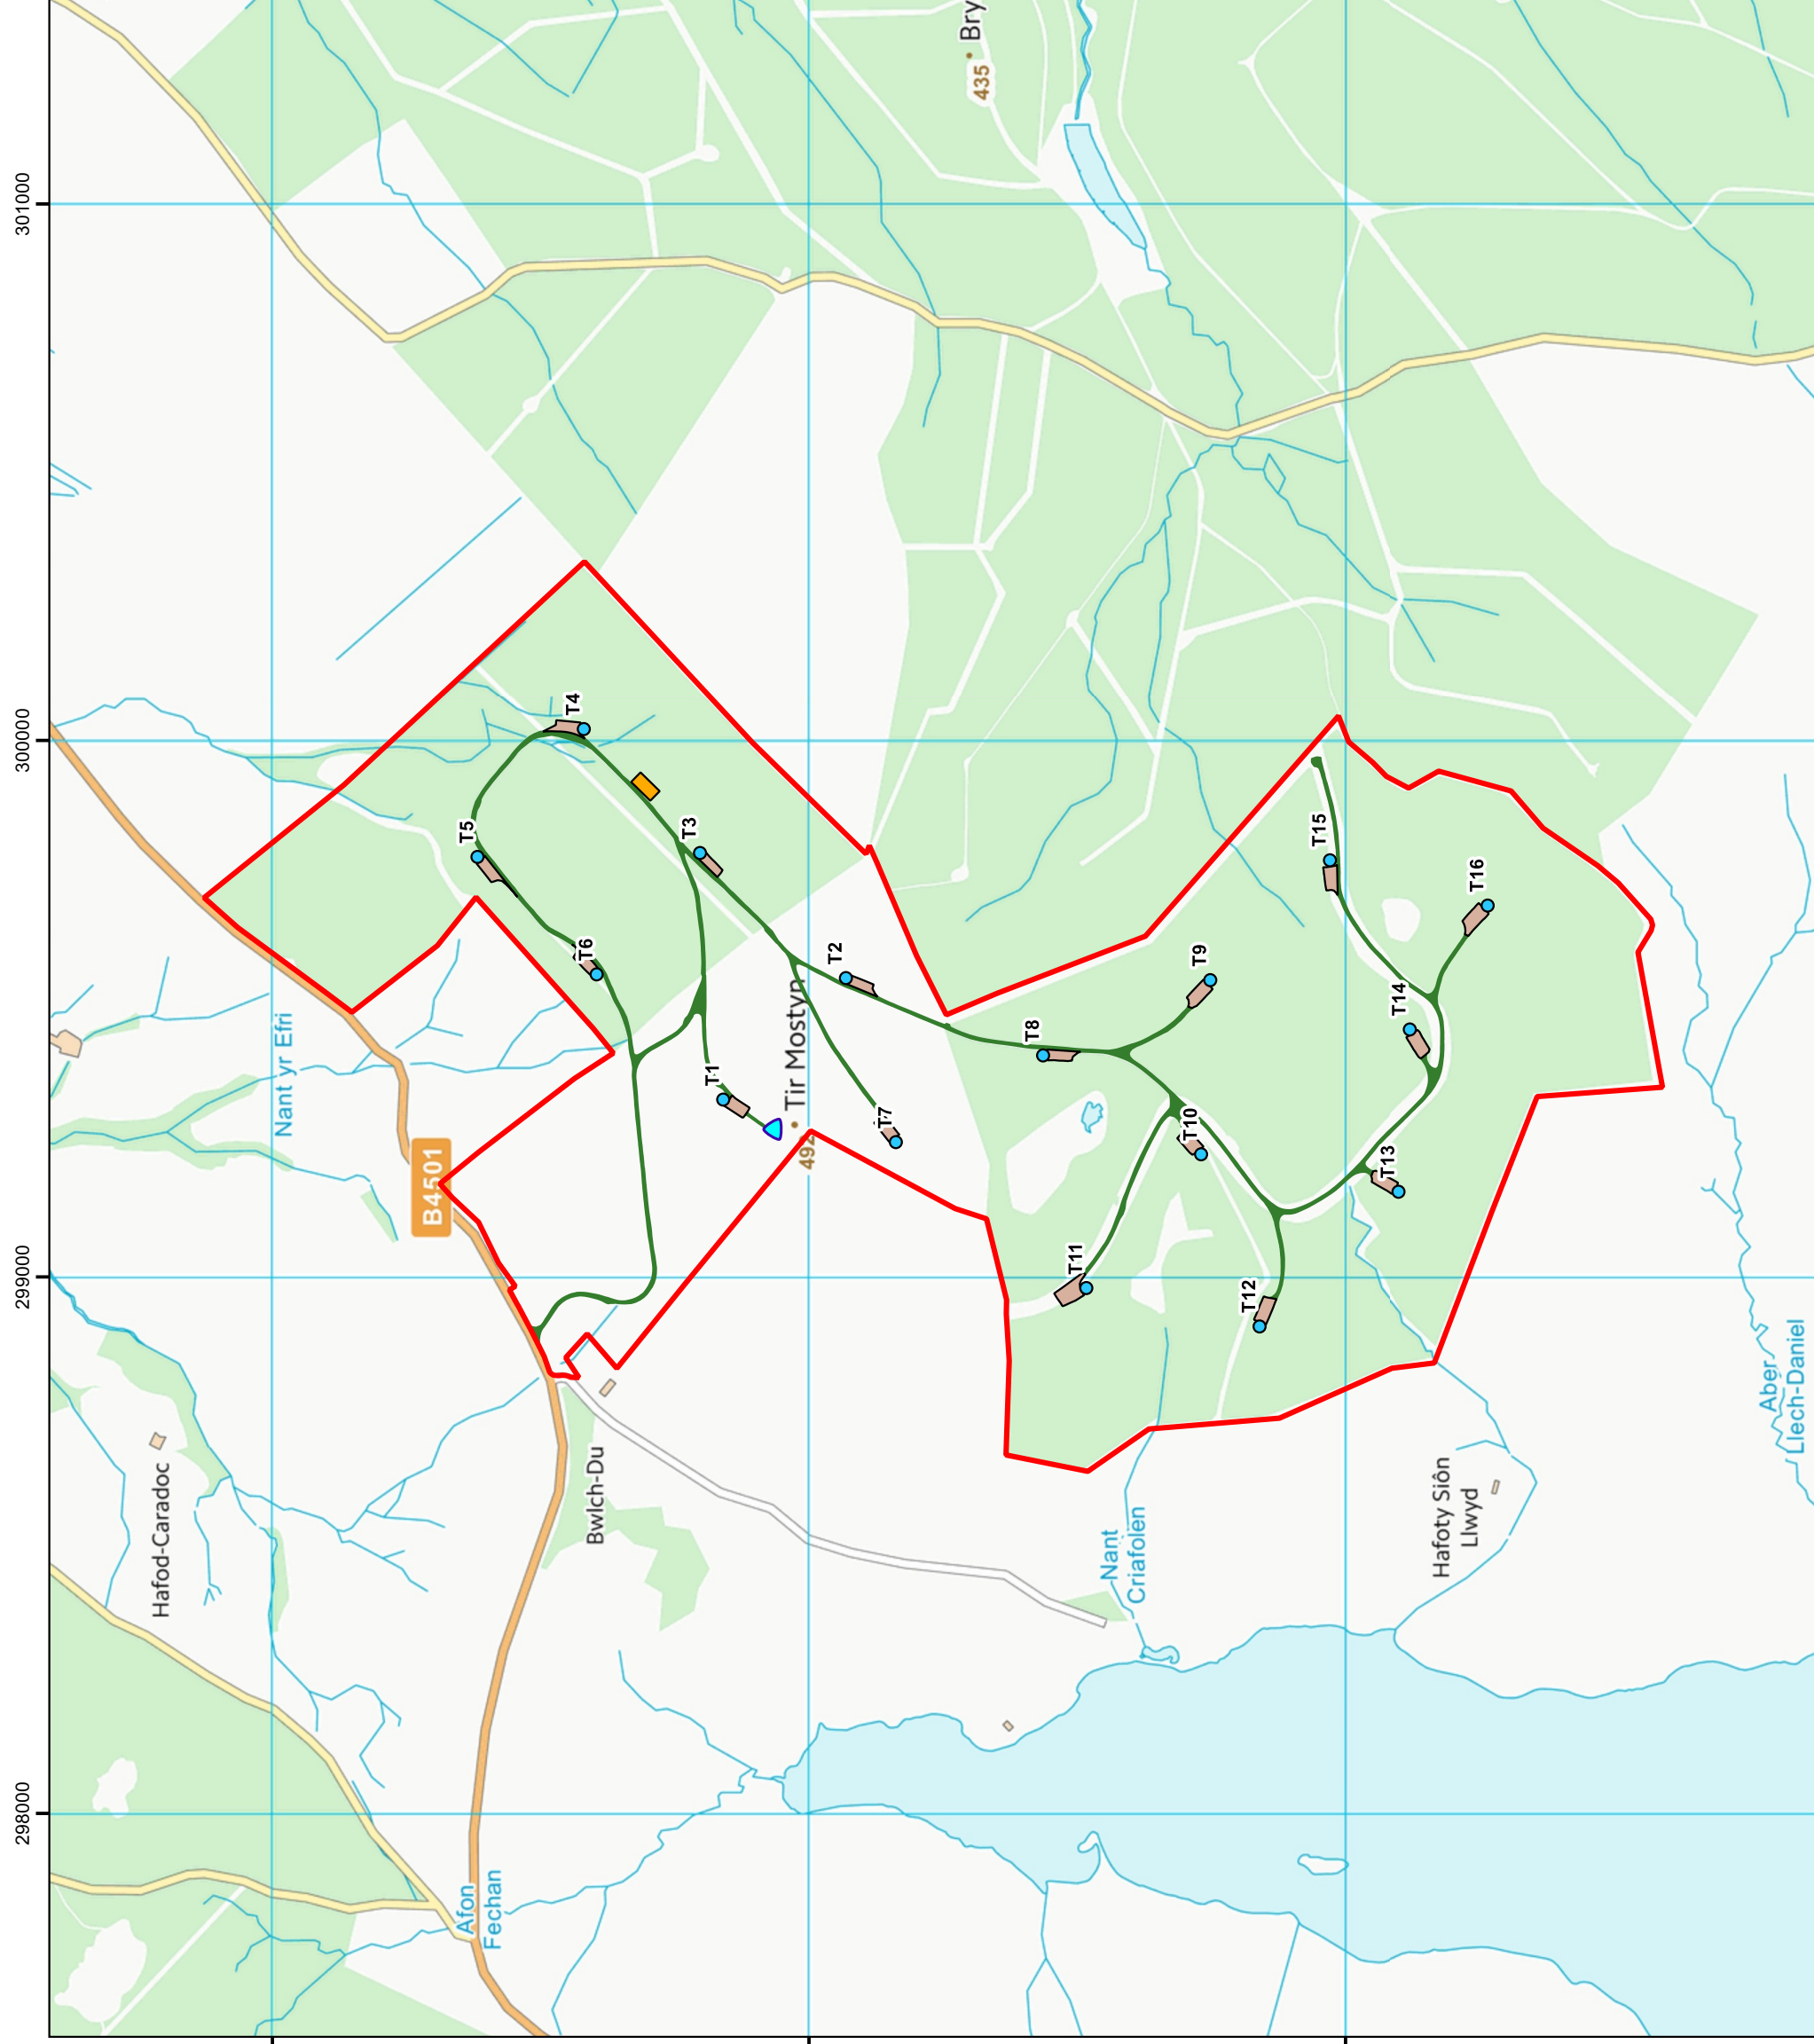 301000
300000
299000
298000
435
Bry
T4
T3
T5
T6
T2
T1
T7
T8
T9
T10
T11
T12
T13
T14
T15
T16
Tir Mostyn
492
Nant yr Efri
B4501
Hafod-Caradoc
Bwlch-Du
Nant
Criafolen
Hafoty Siôn
Llwyd
Aber
Llech-Daniel
Afon
Fechan